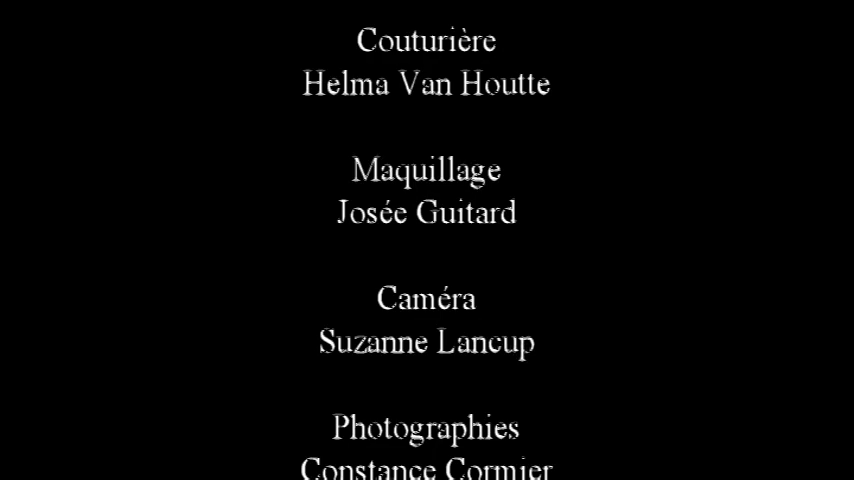 Couturière
Helma Van Houtte
Maquillage
Josée Guitard
Caméra
Suzanne Lancup
Photographies
Constance Cormier